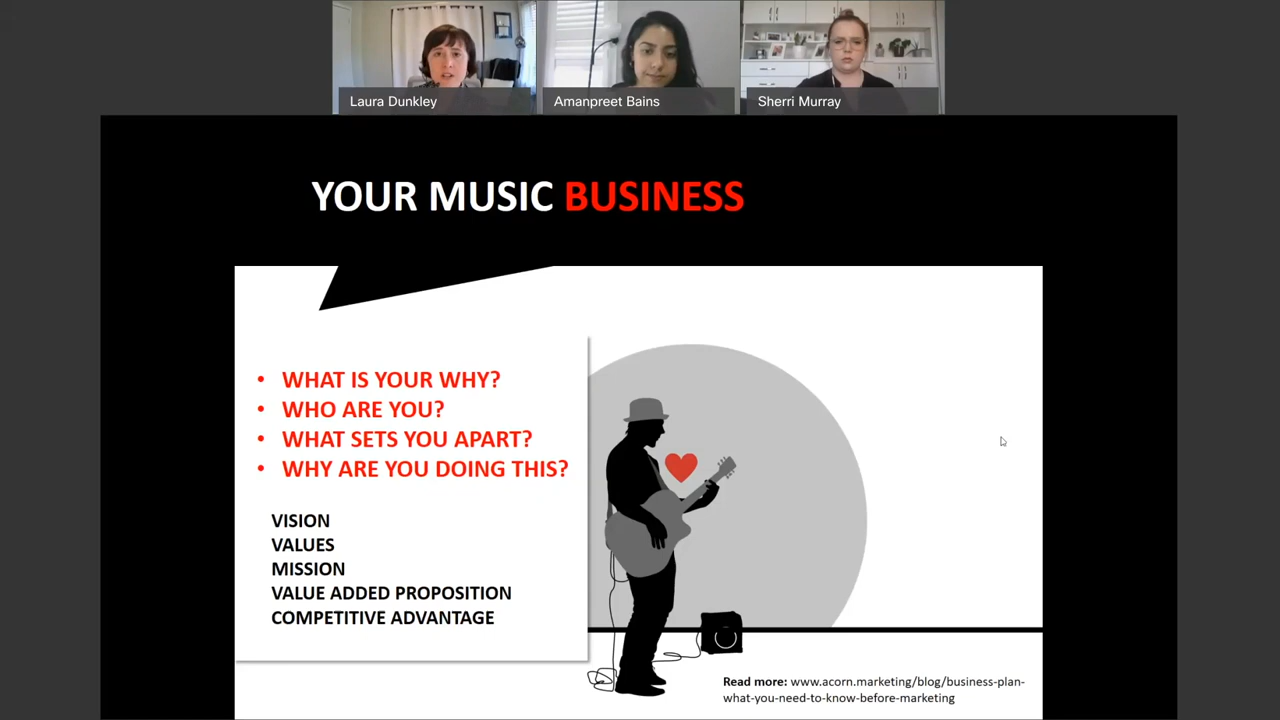 Laura Dunkley
Amanpreet Bains
Sherri Murray
YOUR MUSIC BUSINESS
• WHAT IS YOUR WHY?
• WHO ARE YOU?
• WHAT SETS YOU APART?
• WHY ARE YOU DOING THIS?
VISION
VALUES
MISSION
VALUE ADDED PROPOSITION
COMPETITIVE ADVANTAGE
Read more: www.acorn.marketing/blog/business-plan-
what-you-need-to-know-before-marketing